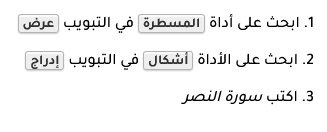 1. ابحث على أداة المسطرة في التبويب عرض
2. ابحث على الأداة أشكال في التبويب إدراج
3. اكتب سورة النصر